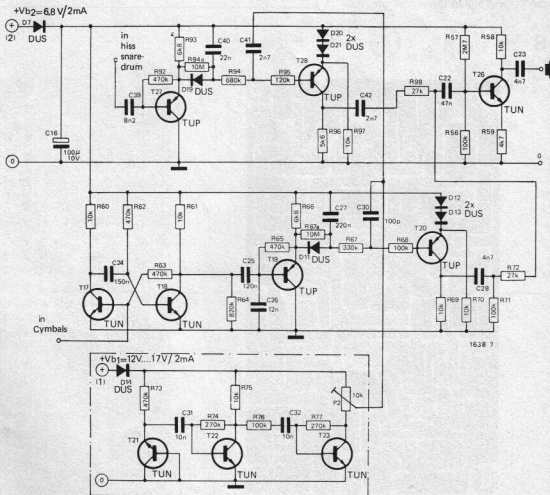 +Vb2=6,8 V/2mA
D7
DUS
(2)
R93
6k8
C40
22n
R94a
10M
C41
2n7
D20
D21
2x
DUS
R57
2M7
R58
10k
C23
4n7
in
hiss
snare-
drum
R92
470k
D19
DUS
R94
680k
R95
120k
T28
TUP
C39
8n2
T27
TUP
C42
2n7
R98
27k
C22
47n
T26
TUN
C16
100µ
10V
R96
5k6
R97
10k
R56
100k
R59
4k7
0
0
R60
10k
R62
470k
R61
10k
R66
6k8
C27
220n
C30
100p
D12
D13
2x
DUS
R67a
10M
R65
470k
D11
DUS
R67
330k
R68
100k
T20
TUP
C24
150n
R63
470k
C25
120n
T19
TUP
4n7
C28
R72
27k
T17
TUN
T18
TUN
R64
820k
C26
12n
R69
10k
R70
10k
R71
100k
in
Cymbals
1638 7
+Vb1=12V....17V/2mA
(1)
D14
DUS
R73
470k
R75
10k
P2
10k
C31
10n
R74
270k
R76
100k
C32
10n
R77
270k
T21
TUN
T22
TUN
T23
TUN
0